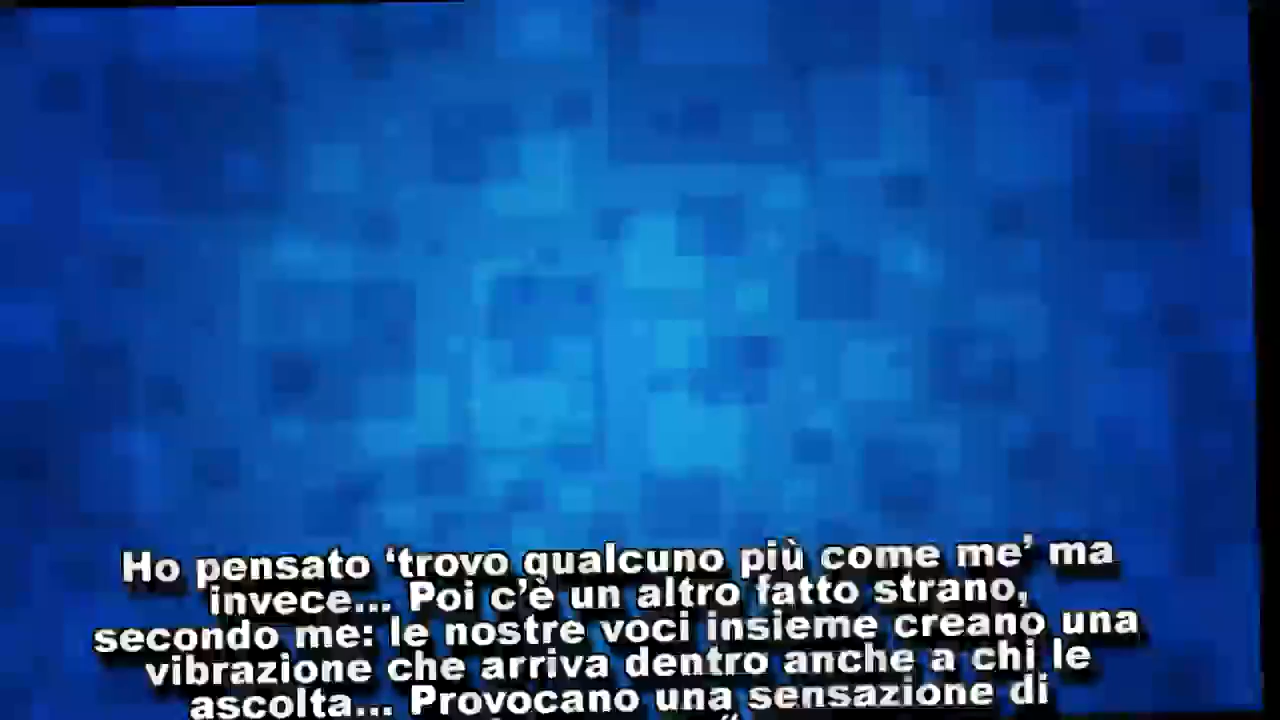 Ho pensato ‘trovo qualcuno più come me’ ma
invece... Poi c’è un altro fatto strano,
secondo me: le nostre voci insieme creano una
vibrazione che arriva dentro anche a chi le
ascolta... Provocano una sensazione di